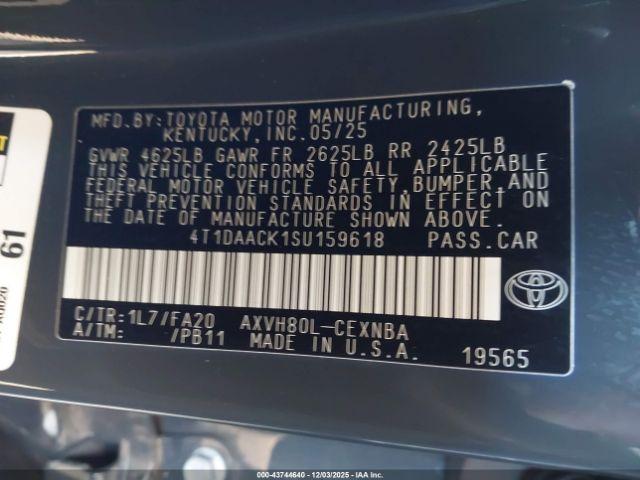 MFD.BY:TOYOTA MOTOR MANUFACTURING,
KENTUCKY,INC.05/25
GVWR 4625LB GAWR FR 2625LB RR 2425LB
THIS VEHICLE CONFORMS TO ALL APPLICABLE
FEDERAL MOTOR VEHICLE SAFETY,BUMPER,AND
THEFT PREVENTION STANDARDS IN EFFECT ON
THE DATE OF MANUFACTURE SHOWN ABOVE.
4T1DAACK1SU159618 PASS.CAR
C/TR:1L7/FA20 AXVH80L-CEXNBA
A/TM: /PB11 MADE IN U.S.A. 19565
61
000-43744640 - 12/03/2025 - IAAI.CA